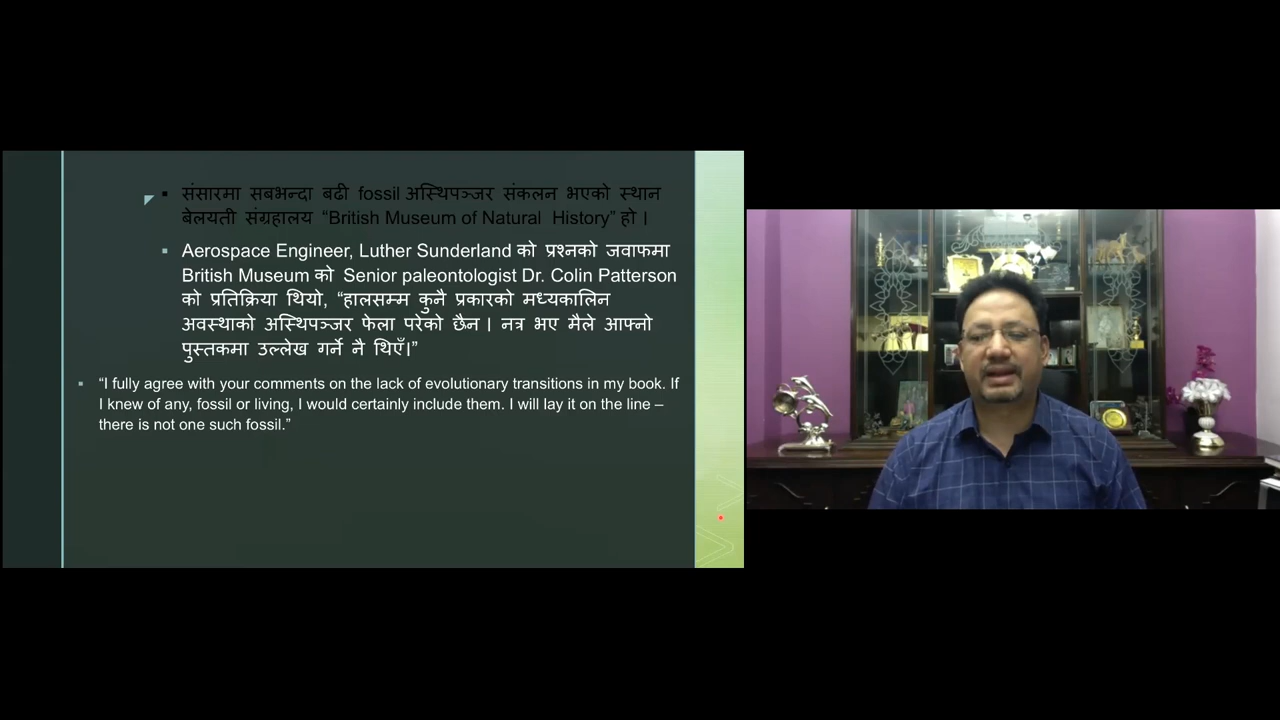 संसारमा सबभन्दा बढी fossil अस्थिपञ्जर संकलन भएको स्थान
बेलयती संग्रहालय “British Museum of Natural History” हो ।
Aerospace Engineer, Luther Sunderland को प्रश्नको जवाफमा
British Museum को Senior paleontologist Dr. Colin Patterson
को प्रतिक्रिया थियो, “हालसम्म कुनै प्रकारको मध्यकालिन
अवस्थाको अस्थिपञ्जर फेला परेको छैन । नत्र भए मैले आफ्नो
पुस्तकमा उल्लेख गर्ने नै थिएँ।”
“I fully agree with your comments on the lack of evolutionary transitions in my book. If
I knew of any, fossil or living, I would certainly include them. I will lay it on the line –
there is not one such fossil.”